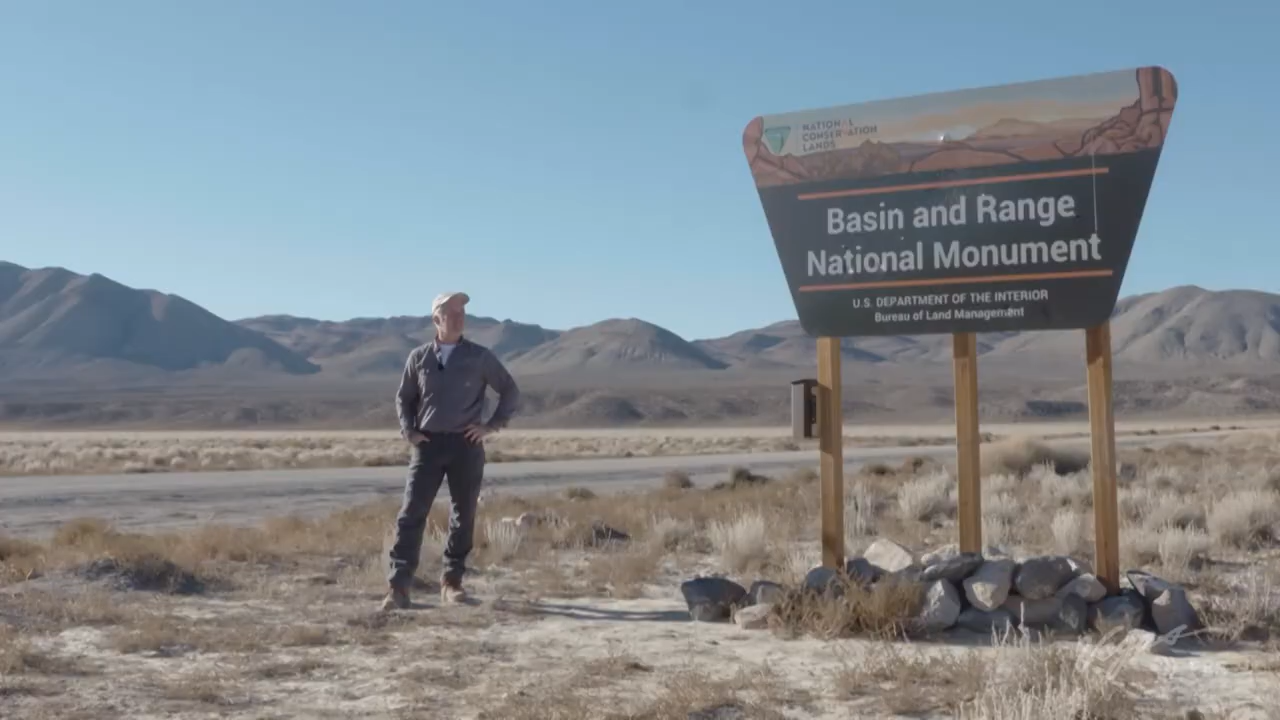 NATIONAL
CONSERVATION
LANDS
Basin and Range
National Monument
U.S. DEPARTMENT OF THE INTERIOR
Bureau of Land Management